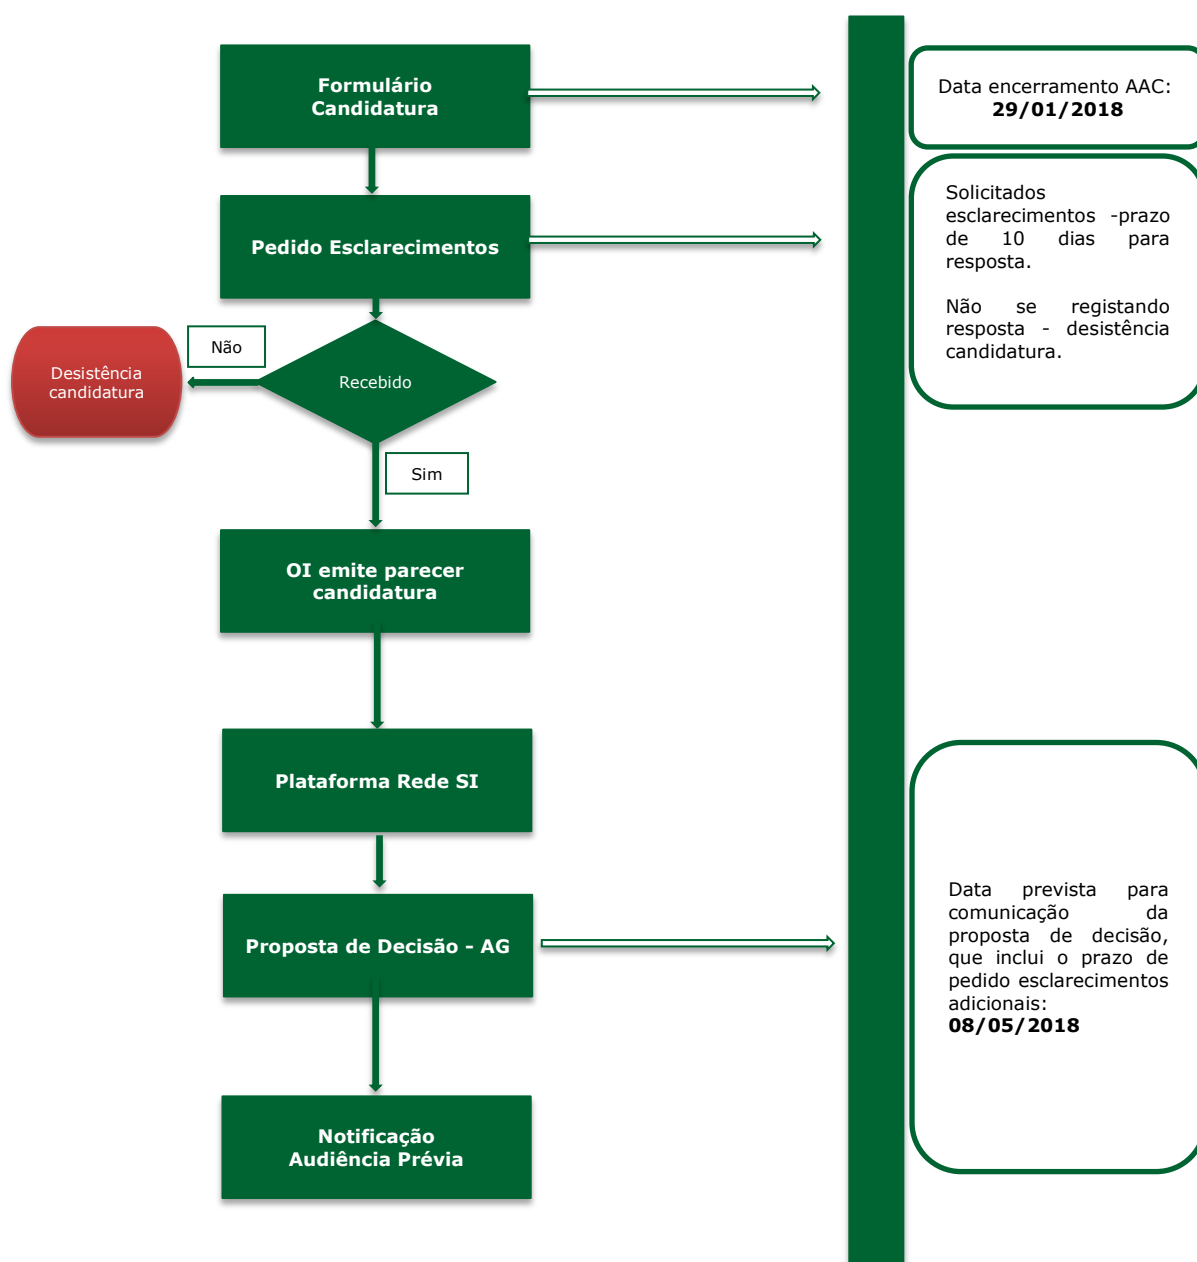 Formulário
Candidatura
Data encerramento AAC:
29/01/2018
Pedido Esclarecimentos
Solicitados
esclarecimentos -prazo
de 10 dias para
resposta.
Não se registando
resposta - desistência
candidatura.
Não
Desistência
candidatura
Recebido
Sim
OI emite parecer
candidatura
Plataforma Rede SI
Proposta de Decisão - AG
Data prevista para
comunicação da
proposta de decisão,
que inclui o prazo de
pedido esclarecimentos
adicionais:
08/05/2018
Notificação
Audiência Prévia